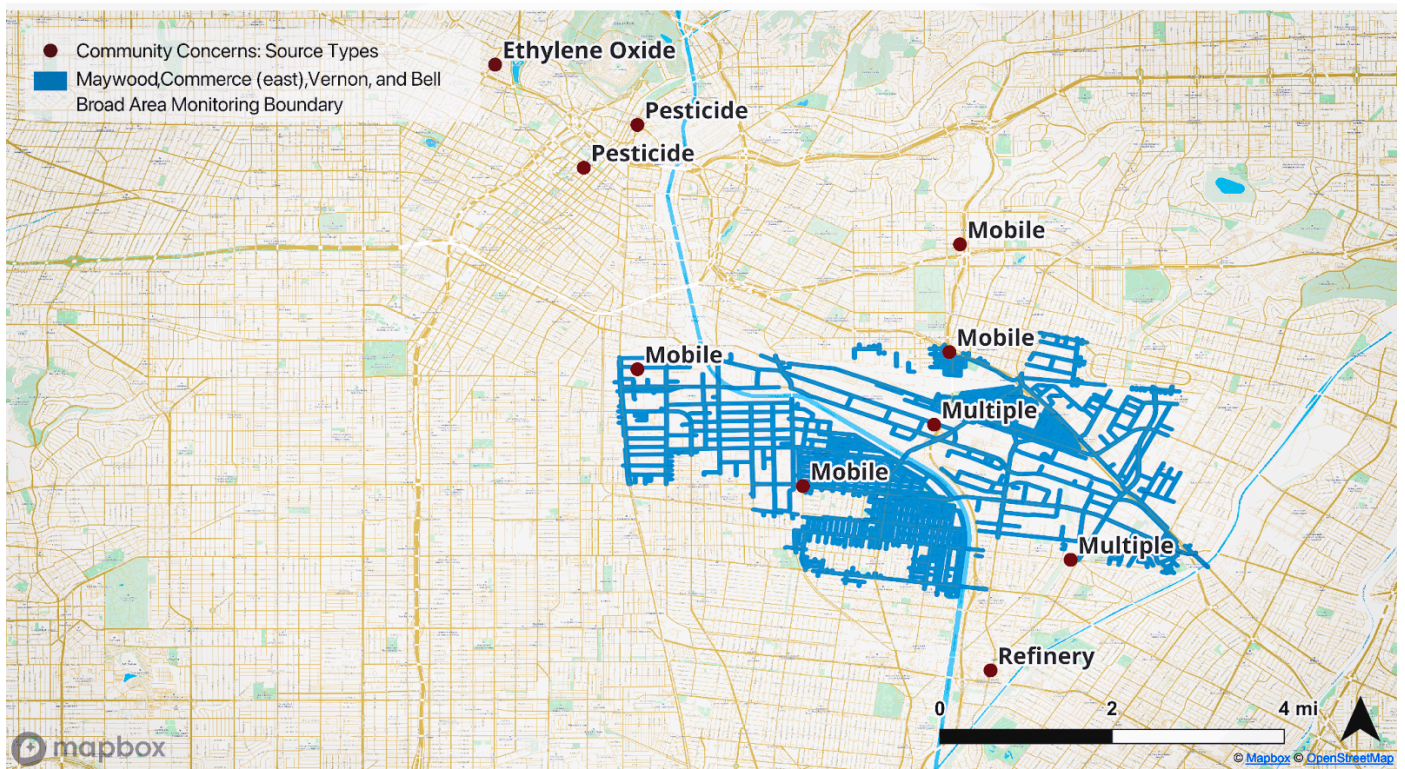 Community Concerns: Source Types
Maywood,Commerce (east),Vernon, and Bell
Broad Area Monitoring Boundary
Ethylene Oxide
Pesticide
Pesticide
Mobile
Mobile
Mobile
Multiple
Mobile
Multiple
Refinery
0 2 4 mi
mapbox
© Mapbox © OpenStreetMap